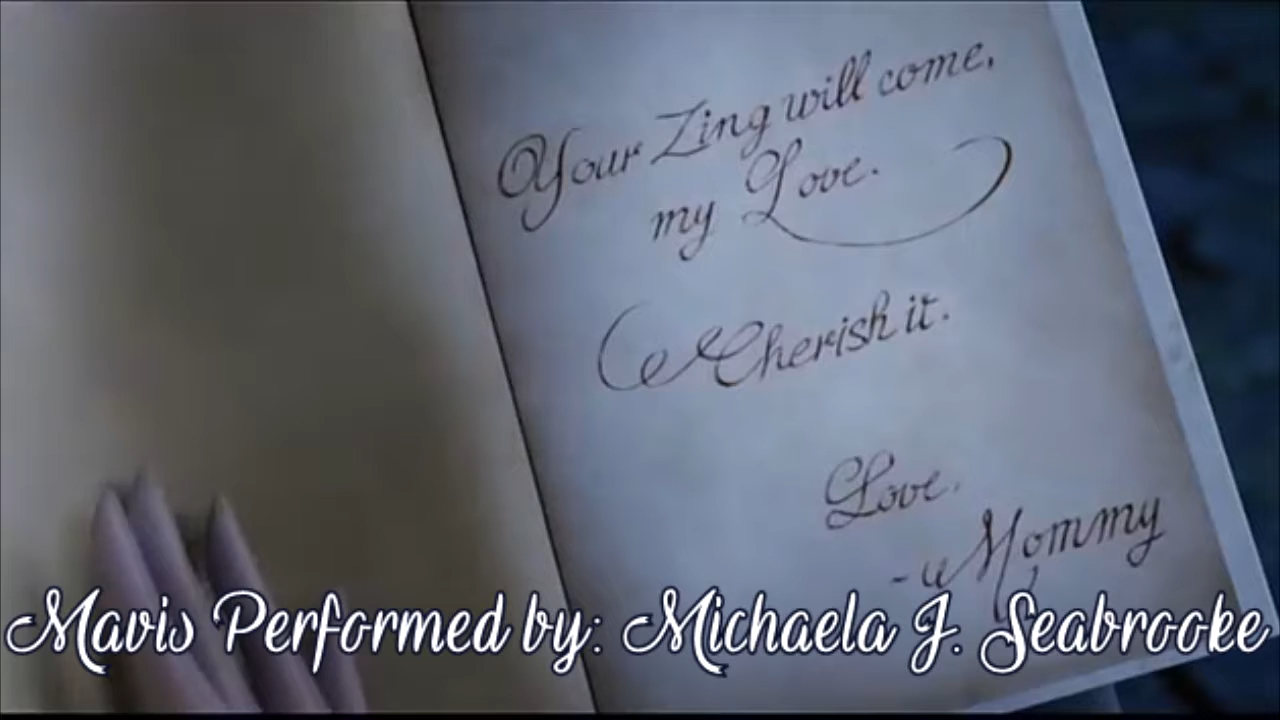 Your Zing will come,
my Love.
Cherish it.
Love,
- Mommy
Mavis Performed by: Michaela J. Seabrooke